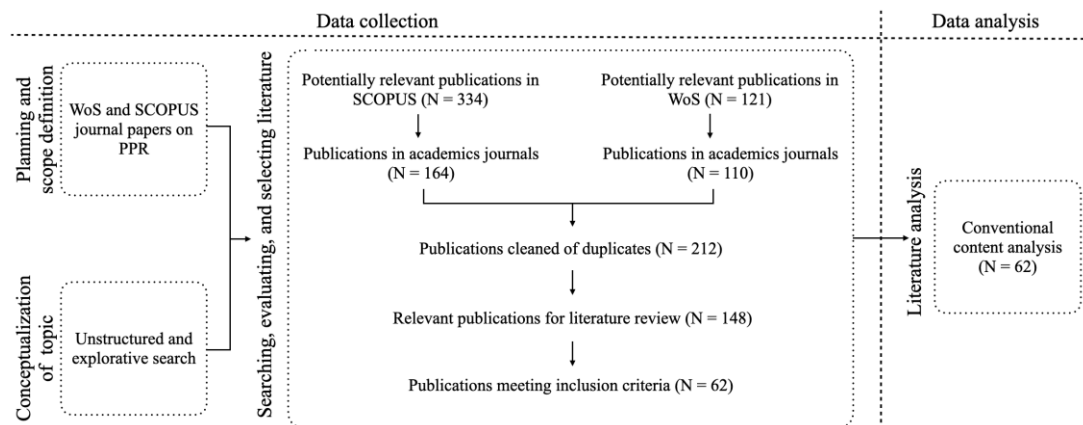 Data collection
Data analysis
Planning and
scope definition
WoS and SCOPUS
journal papers on
PPR
Conceptualization
of topic
Unstructured and
explorative search
Searching, evaluating, and selecting literature
Potentially relevant publications in
SCOPUS (N = 334)
Potentially relevant publications in
WoS (N = 121)
Publications in academics journals
(N = 164)
Publications in academics journals
(N = 110)
Publications cleaned of duplicates (N = 212)
Relevant publications for literature review (N = 148)
Publications meeting inclusion criteria (N = 62)
Literature analysis
Conventional
content analysis
(N = 62)